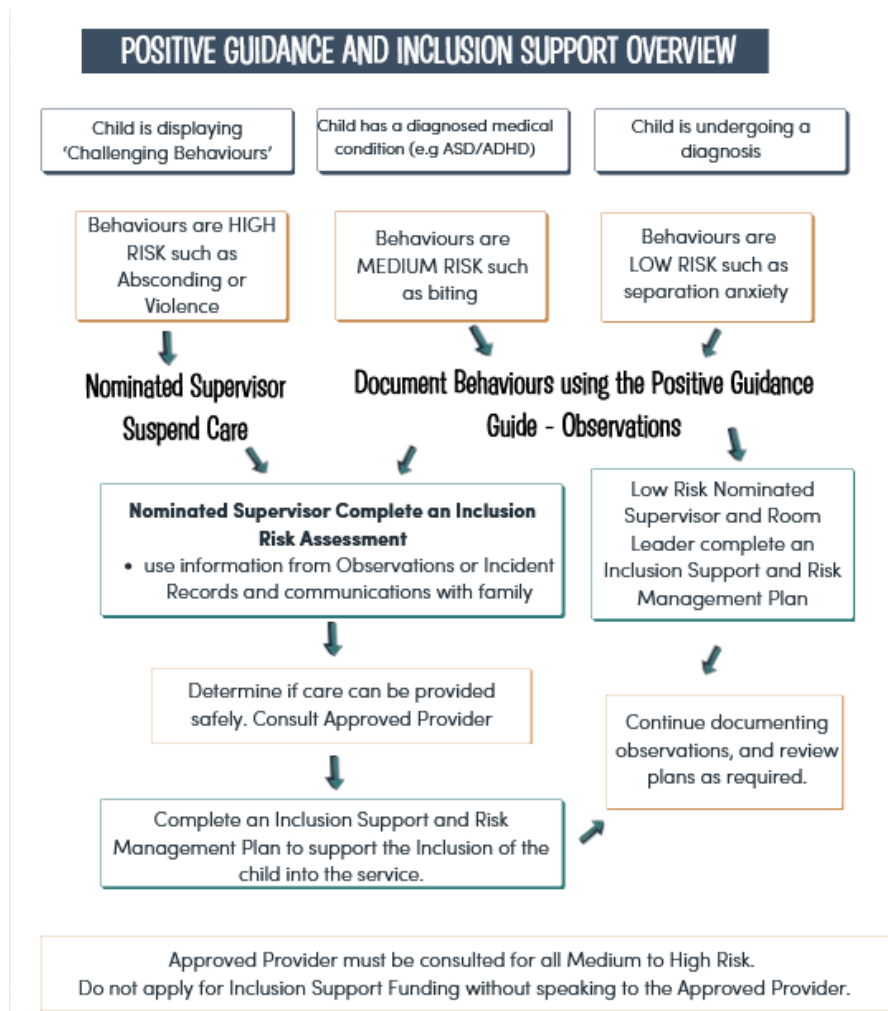 POSITIVE GUIDANCE AND INCLUSION SUPPORT OVERVIEW
Child is displaying
'Challenging Behaviours'
Child has a diagnosed medical
condition (e.g ASD/ADHD)
Child is undergoing a
diagnosis
Behaviours are HIGH
RISK such as
Absconding or
Violence
Behaviours are
MEDIUM RISK such
as biting
Behaviours are
LOW RISK such as
separation anxiety
Nominated Supervisor
Suspend Care
Document Behaviours using the Positive Guidance
Guide - Observations
Nominated Supervisor Complete an Inclusion
Risk Assessment
• use information from Observations or Incident
Records and communications with family
Low Risk Nominated
Supervisor and Room
Leader complete an
Inclusion Support and Risk
Management Plan
Determine if care can be provided
safely. Consult Approved Provider
Continue documenting
observations, and review
plans as required.
Complete an Inclusion Support and Risk
Management Plan to support the Inclusion of the
child into the service.
Approved Provider must be consulted for all Medium to High Risk.
Do not apply for Inclusion Support Funding without speaking to the Approved Provider.